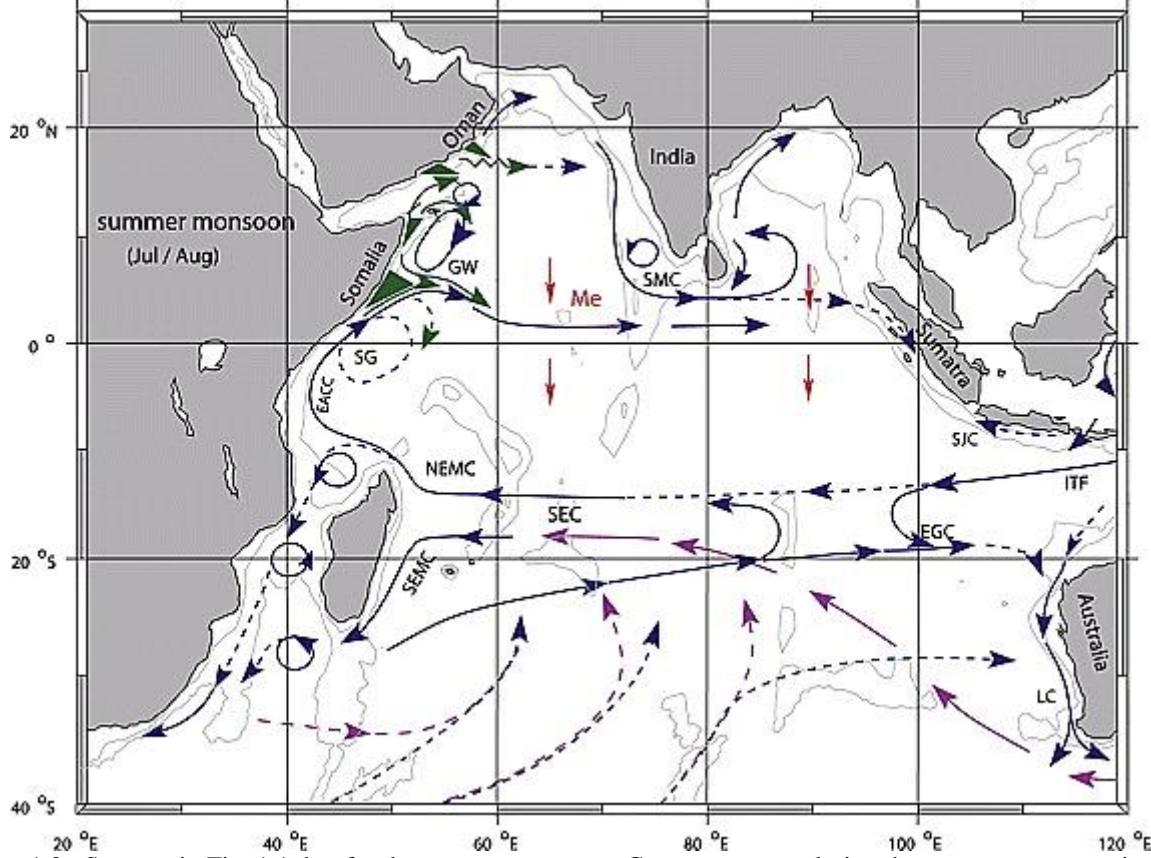 20 °N
Oman
India
summer monsoon
(Jul / Aug)
Somalia
GW
SMC
Me
0 °
SG
EACC
Sumatra
SJC
NEMC
ITF
SEC
EGC
20 °S
SEMC
Australia
LC
40 °S
20 °E
40 °E
60 °E
80 °E
100 °E
120 °E